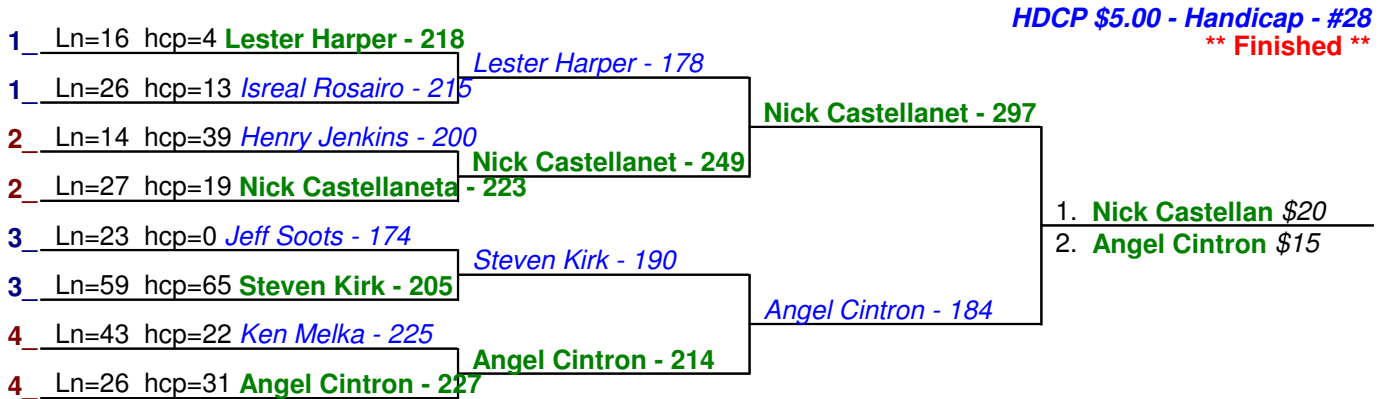 HDCP $5.00 - Handicap - #28
** Finished **
1_ Ln=16 hcp=4 Lester Harper - 218
1_ Ln=26 hcp=13 Isreal Rosairo - 215
2_ Ln=14 hcp=39 Henry Jenkins - 200
2_ Ln=27 hcp=19 Nick Castellaneta - 223
3_ Ln=23 hcp=0 Jeff Soots - 174
3_ Ln=59 hcp=65 Steven Kirk - 205
4_ Ln=43 hcp=22 Ken Melka - 225
4_ Ln=26 hcp=31 Angel Cintron - 227
Lester Harper - 178
Nick Castellanet - 249
Steven Kirk - 190
Angel Cintron - 214
Nick Castellanet - 297
Angel Cintron - 184
1. Nick Castellan $20
2. Angel Cintron $15